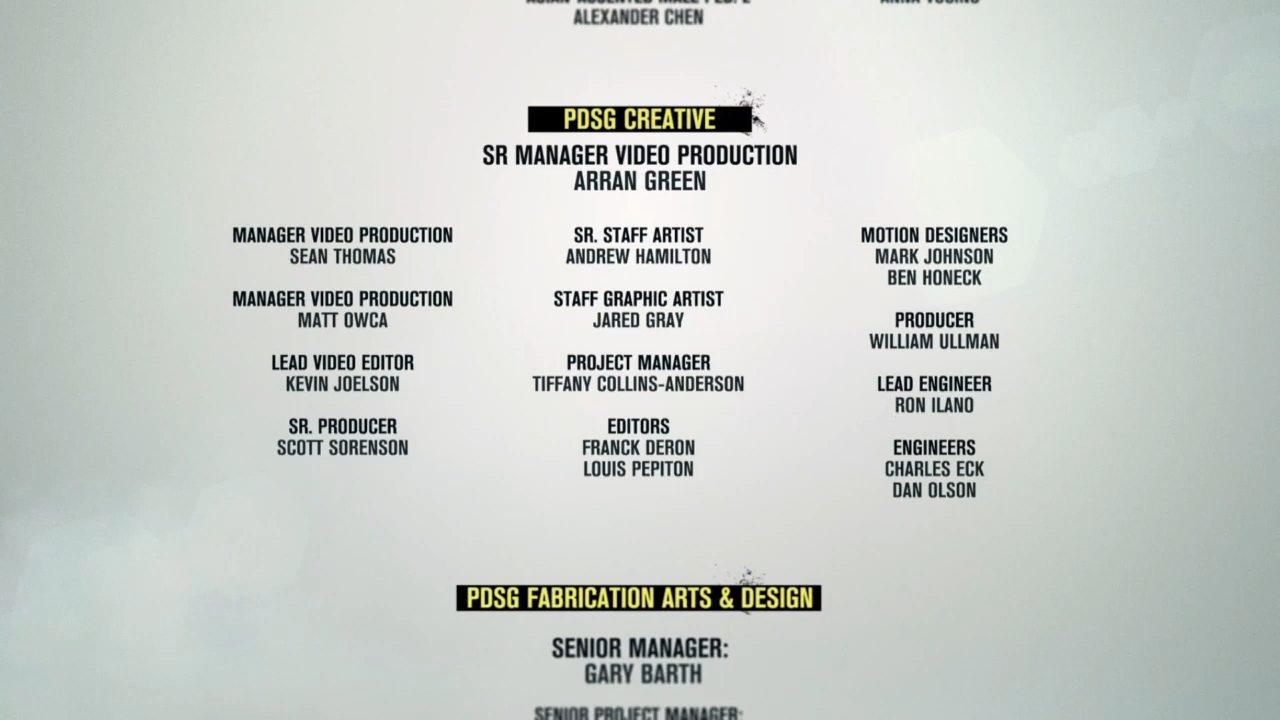 ALEXANDER CHEN
PDSG CREATIVE
SR MANAGER VIDEO PRODUCTION
ARRAN GREEN
MANAGER VIDEO PRODUCTION
SEAN THOMAS
MANAGER VIDEO PRODUCTION
MATT OWCA
LEAD VIDEO EDITOR
KEVIN JOELSON
SR. PRODUCER
SCOTT SORENSON
SR. STAFF ARTIST
ANDREW HAMILTON
STAFF GRAPHIC ARTIST
JARED GRAY
PROJECT MANAGER
TIFFANY COLLINS-ANDERSON
EDITORS
FRANCK DERON
LOUIS PEPITON
MOTION DESIGNERS
MARK JOHNSON
BEN HONECK
PRODUCER
WILLIAM ULLMAN
LEAD ENGINEER
RON ILANO
ENGINEERS
CHARLES ECK
DAN OLSON
PDSG FABRICATION ARTS & DESIGN
SENIOR MANAGER:
GARY BARTH
SENIOR PROJECT MANAGER: